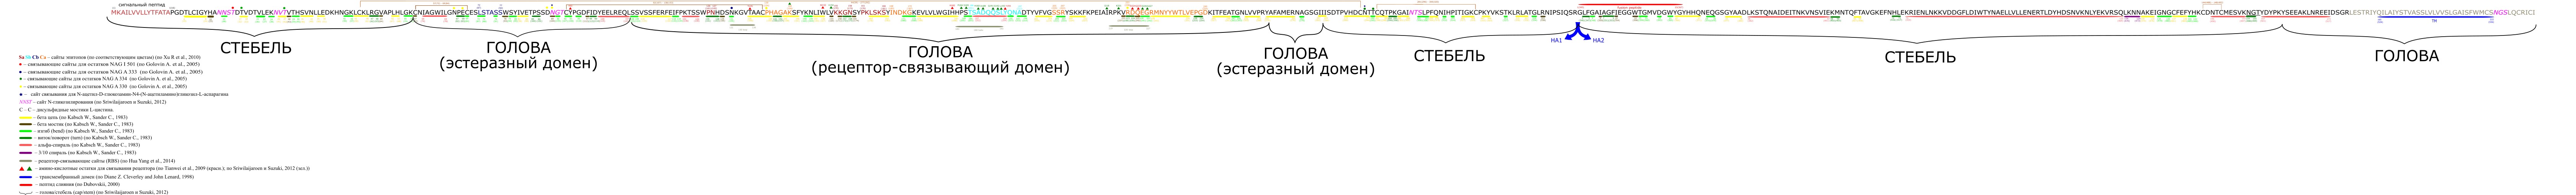 сигнальный пептид
MKAILVVLLYTFATAPGDTLCIGYHANNSTDTVDTVLEKNVTVTHSVNLLEDKHNGKLCKLRGVAPLHLGKCNIAGWILGNPECESLSTASSWSYIVETPSSDNGTCYPGDFIDYEELREQLSSVSSFERFEIFPKTSSWPNHDSNKGVTAACPHAGAKSFYKNLIWLVKKGNSYPKLSKSYINDKGKEVLVLWGIHHPSTSADQQSLYQNADTYVFVGSSRYSKKFKPEIAIRPKVRDQEGRMNYYWTLVEPGDKITFEATGNLVVPRYAFAMERNAGSGIIISDTPVHDCNTTCQTPKGAINTSLPFQNIHPITIGKCPKYVKSTKLRLATGLRNIPSIQSRGLFGAIAGFIEGGWTGMVDGWYGYHHQNEQGSGYAADLKSTQNAIDEITNKVNSVIEKMNTQFTAVGKEFNHLEKRIENLNKKVDDGFLDIWTYNAELLVLLENERTLDYHDSNVKNLYEKVRSQLKNNAKEIGNGCFEFYHKCDNTCMESVKNGTYDYPKYSEEAKLNREEIDSGRLESTRIYQILAIYSTVASSLVLVVSLGAISFWMCSNGSLQCRICI
TM
HA1
HA2
СТЕБЕЛЬ
ГОЛОВА
(эстеразный домен)
ГОЛОВА
(рецептор-связывающий домен)
ГОЛОВА
(эстеразный домен)
СТЕБЕЛЬ
СТЕБЕЛЬ
ГОЛОВА
Sa Sb Cb Ca – сайты эпитопов (по соответствующим цветам) (по Xu R et al., 2010)
– связывающие сайты для остатков NAG I 501 (по Golovin A. et al., 2005)
– связывающие сайты для остатков NAG A 333 (по Golovin A. et al., 2005)
– связывающие сайты для остатков NAG A 334 (по Golovin A. et al., 2005)
– связывающие сайты для остатков NAG A 330 (по Golovin A. et al., 2005)
– сайт связывания для N-ацетил-D-глюкозамин-N4-(N-ацетиламино)гликозил-L-аспарагина
NXST – сайт N-гликозилирования (по Sriwilaijaroen и Suzuki, 2012)
C – C – дисульфидные мостики L-цистина.
– бета цепь (по Kabsch W., Sander C., 1983)
– бета мостик (по Kabsch W., Sander C., 1983)
– изгиб (bend) (по Kabsch W., Sander C., 1983)
– виток/поворот (turn) (по Kabsch W., Sander C., 1983)
– альфа-спираль (по Kabsch W., Sander C., 1983)
– 3/10 спираль (по Kabsch W., Sander C., 1983)
– рецептор-связывающие сайты (RBS) (по Hua Yang et al., 2014)
– амино-кислотные остатки для связывания рецептора (по Tianwei et al., 2009 (красн.); по Sriwilaijaroen и Suzuki, 2012 (зел.))
– трансмембранный домен (по Diane Z. Cleverley and John Lenard, 1998)
– пептид слияния (по Dubovskii, 2000)
– голова/стебель (cap/stem) (по Sriwilaijaroen и Suzuki, 2012)